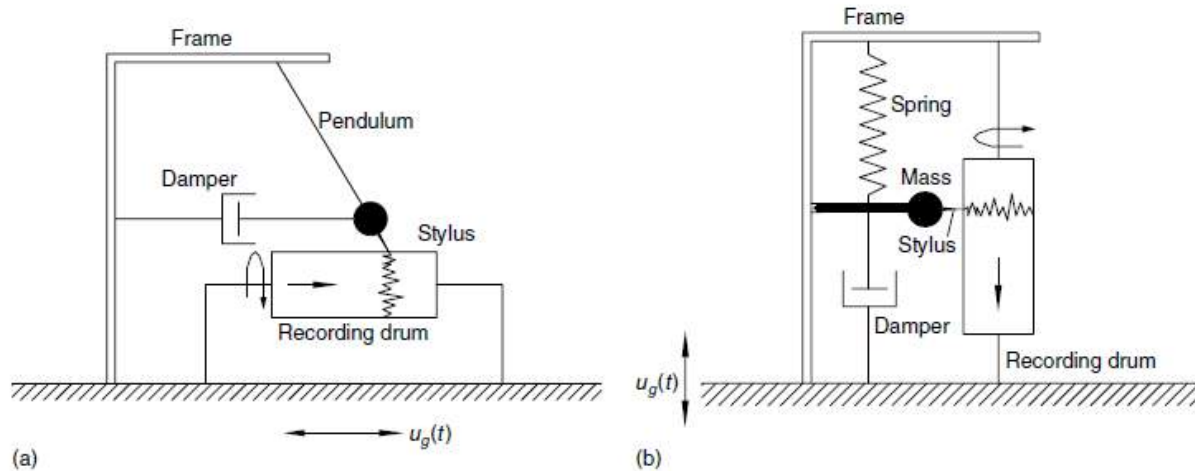 Frame
Pendulum
Damper
Stylus
Recording drum
u_g(t)
(a)
Frame
Spring
Mass
Stylus
Damper
Recording drum
u_g(t)
(b)